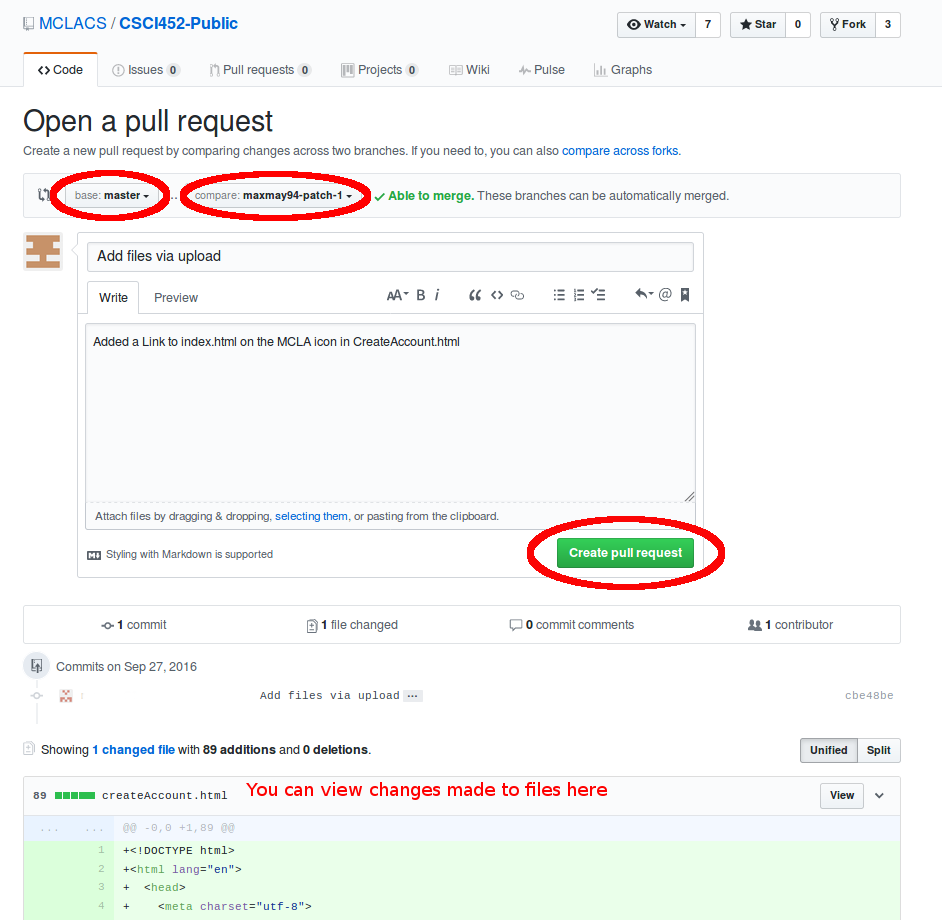 MCLACS / CSCI452-Public
Watch 7 Star 0 Fork 3
Code Issues 0 Pull requests 0 Projects 0 Wiki Pulse Graphs
Open a pull request
Create a new pull request by comparing changes across two branches. If you need to, you can also compare across forks.
base: master ... compare: maxmay94-patch-1 Able to merge. These branches can be automatically merged.
Add files via upload
Write Preview AA B i
Added a Link to index.html on the MCLA icon in CreateAccount.html
Attach files by dragging & dropping, selecting them, or pasting from the clipboard.
Styling with Markdown is supported
Create pull request
1 commit 1 file changed 0 commit comments 1 contributor
Commits on Sep 27, 2016
Add files via upload … cbe48be
Showing 1 changed file with 89 additions and 0 deletions.
Unified Split
89 createAccount.html You can view changes made to files here View
... ... @@ -0,0 +1,89 @@
1 +<!DOCTYPE html>
2 +<html lang="en">
3 + <head>
4 + <meta charset="utf-8">